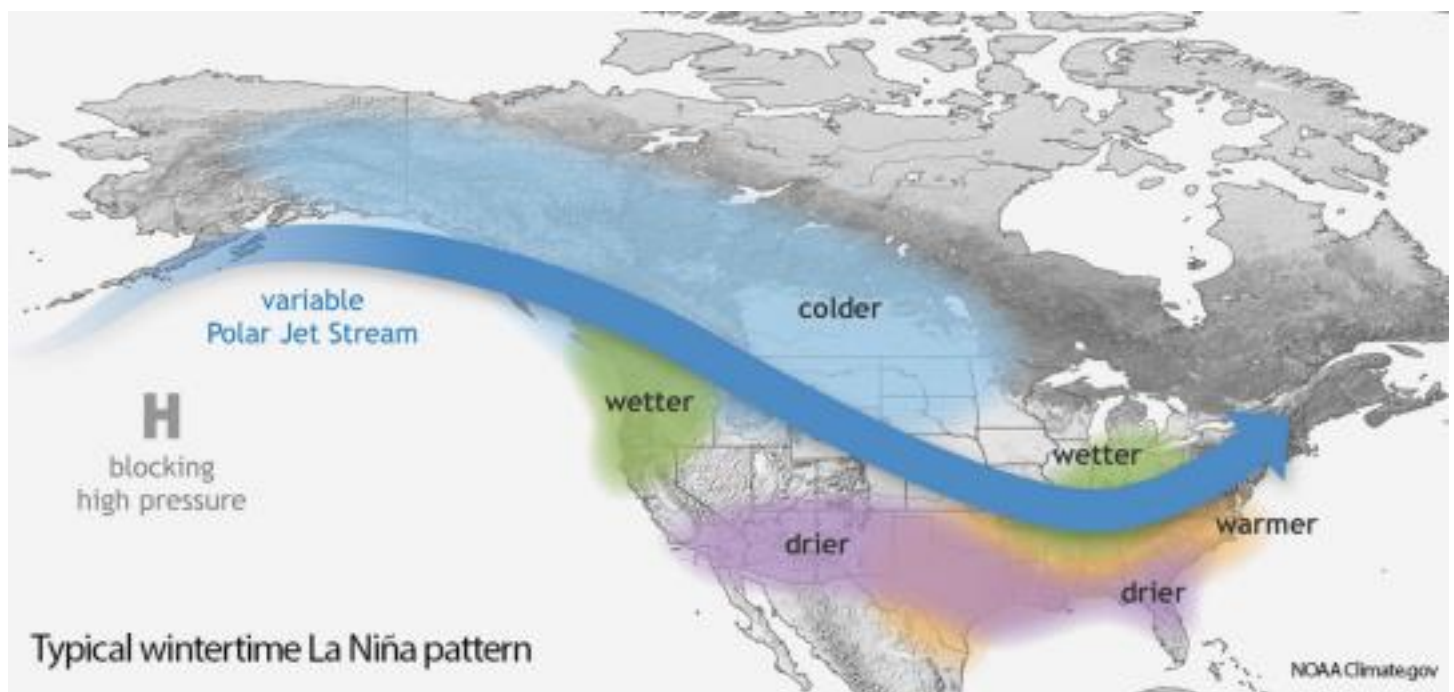 colder
variable
Polar Jet Stream
wetter
H
blocking
high pressure
wetter
warmer
drier
drier
Typical wintertime La Niña pattern
NOAA Climate.gov